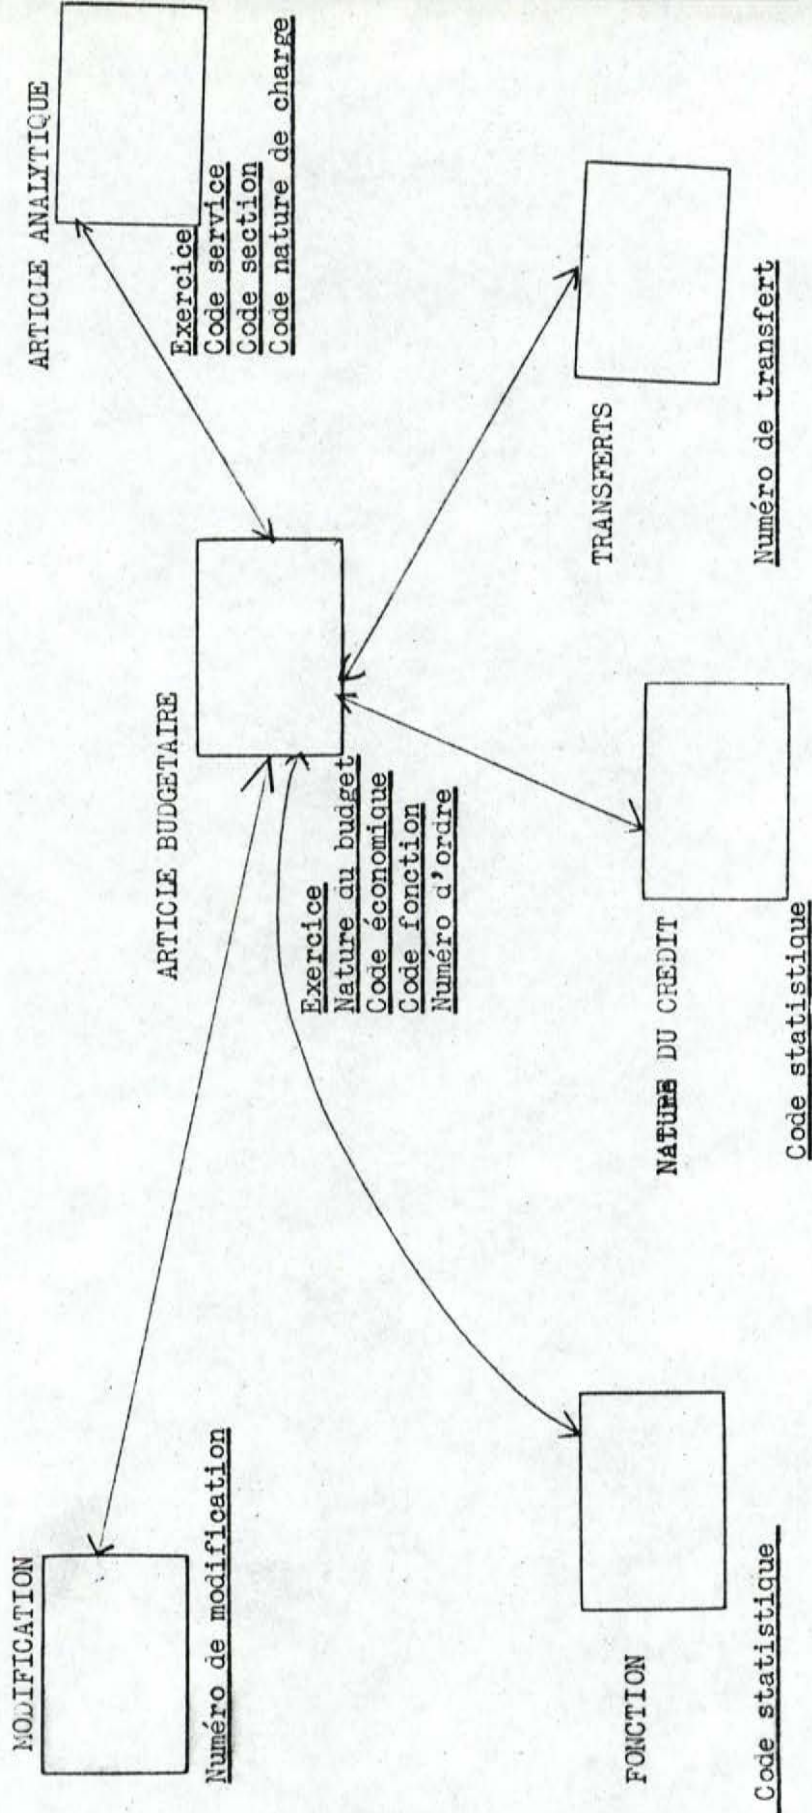 MODIFICATION
Numéro de modification
ARTICLE BUDGETAIRE
Exercice
Nature du budget
Code économique
Code fonction
Numéro d'ordre
ARTICLE ANALYTIQUE
Exercice
Code service
Code section
Code nature de charge
FONCTION
Code statistique
NATURE DU CREDIT
Code statistique
TRANSFERTS
Numéro de transfert